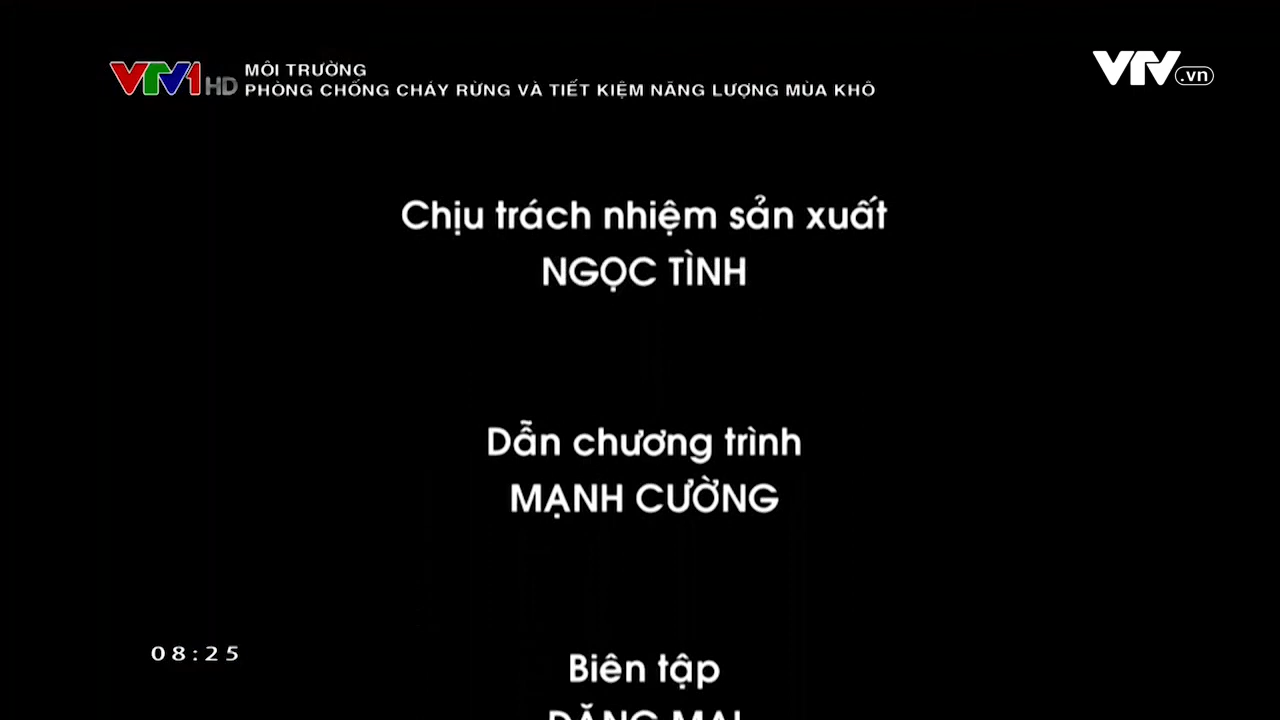 VTV1 HD
MÔI TRƯỜNG
PHÒNG CHỐNG CHÁY RỪNG VÀ TIẾT KIỆM NĂNG LƯỢNG MÙA KHÔ
VTV.vn
Chịu trách nhiệm sản xuất
NGỌC TÌNH
Dẫn chương trình
MẠNH CƯỜNG
08:25
Biên tập